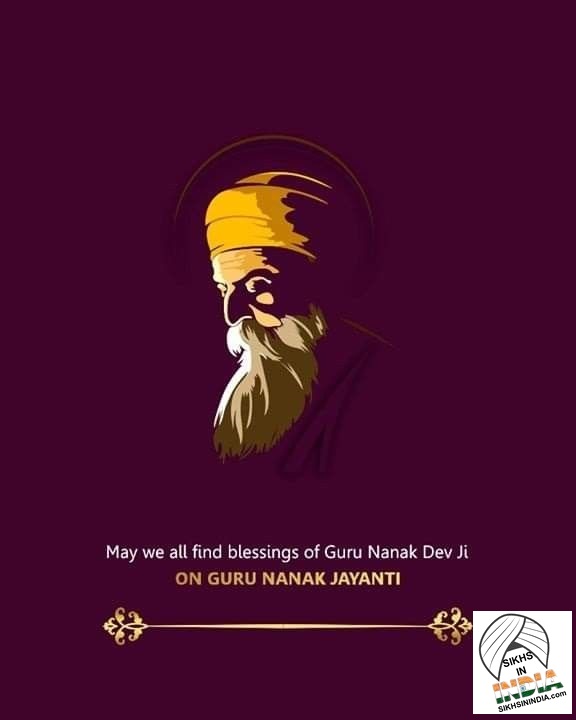 May we all find blessings of Guru Nanak Dev Ji
ON GURU NANAK JAYANTI
SIKHS
IN
INDIA
SIKHSININDIA.com